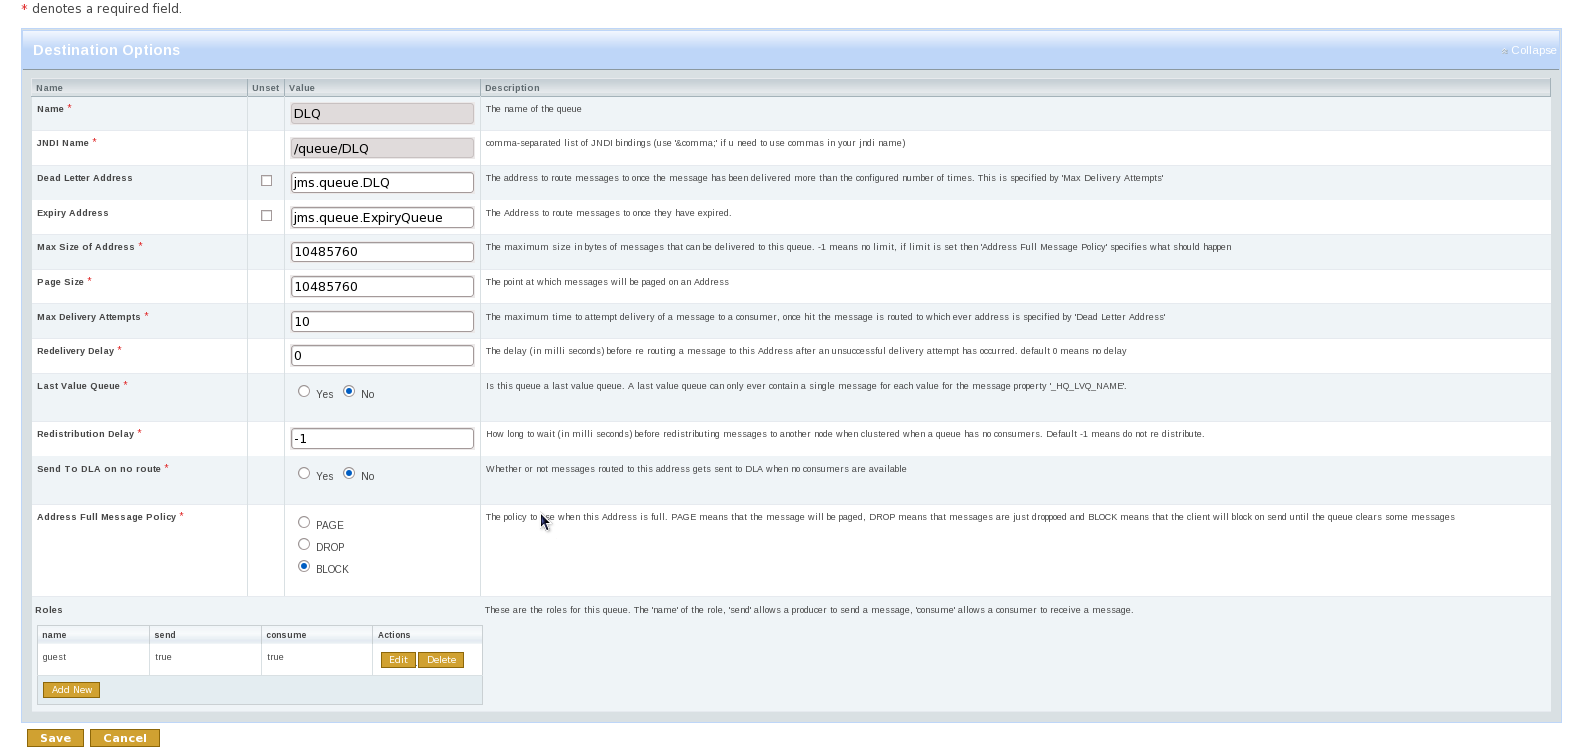 * denotes a required field.
Destination Options
Collapse
Name Unset Value Description
Name * DLQ The name of the queue
JNDI Name * /queue/DLQ comma-separated list of JNDI bindings (use '&comma;' if u need to use commas in your jndi name)
Dead Letter Address jms.queue.DLQ The address to route messages to once the message has been delivered more than the configured number of times. This is specified by 'Max Delivery Attempts'
Expiry Address jms.queue.ExpiryQueue The Address to route messages to once they have expired.
Max Size of Address * 10485760 The maximum size in bytes of messages that can be delivered to this queue. -1 means no limit, if limit is set then 'Address Full Message Policy' specifies what should happen
Page Size * 10485760 The point at which messages will be paged on an Address
Max Delivery Attempts * 10 The maximum time to attempt delivery of a message to a consumer, once hit the message is routed to which ever address is specified by 'Dead Letter Address'
Redelivery Delay * 0 The delay (in milli seconds) before re routing a message to this Address after an unsuccessful delivery attempt has occurred. default 0 means no delay
Last Value Queue * Yes No Is this queue a last value queue. A last value queue can only ever contain a single message for each value for the message property '_HQ_LVQ_NAME'.
Redistribution Delay * -1 How long to wait (in milli seconds) before redistributing messages to another node when clustered when a queue has no consumers. Default -1 means do not re distribute.
Send To DLA on no route * Yes No Whether or not messages routed to this address gets sent to DLA when no consumers are available
Address Full Message Policy * The policy to use when this Address is full. PAGE means that the message will be paged, DROP means that messages are just droppoed and BLOCK means that the client will block on send until the queue clears some messages
PAGE
DROP
BLOCK
Roles These are the roles for this queue. The 'name' of the role, 'send' allows a producer to send a message, 'consume' allows a consumer to receive a message.
name send consume Actions
guest true true Edit Delete
Add New
Save Cancel